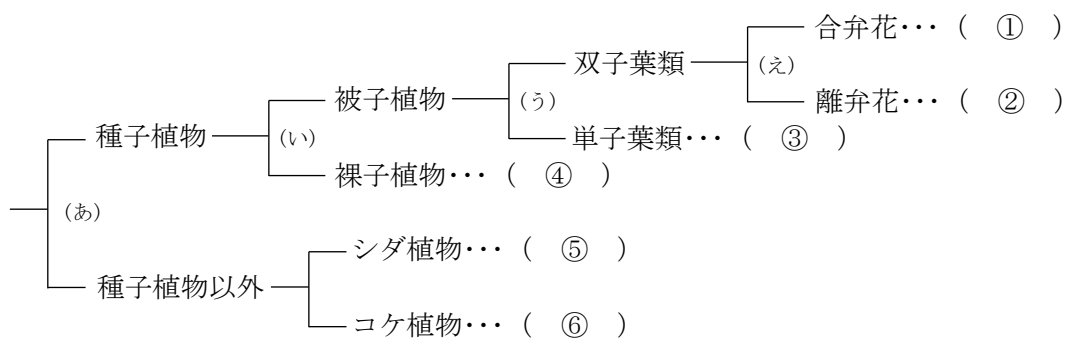 合弁花･･･（　①　）
双子葉類
（え）
被子植物
（う）
離弁花･･･（　②　）
種子植物
（い）
単子葉類･･･（　③　）
裸子植物･･･（　④　）
（あ）
シダ植物･･･（　⑤　）
種子植物以外
コケ植物･･･（　⑥　）